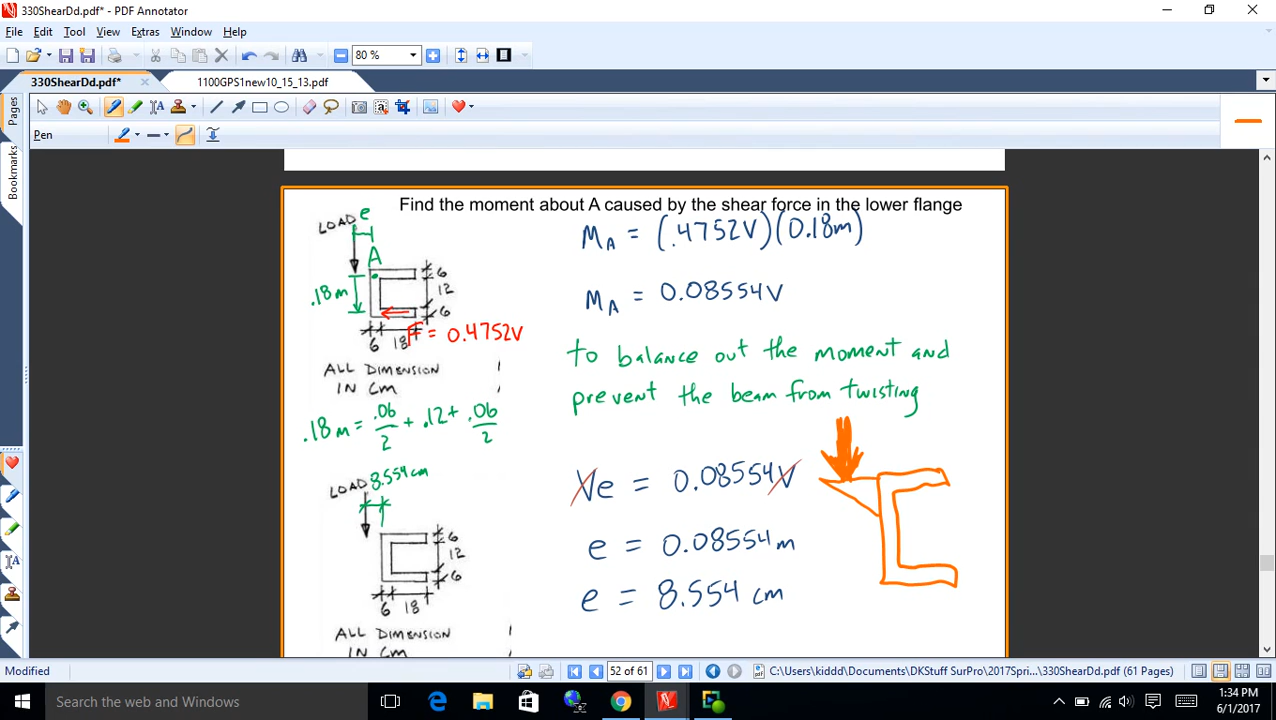 330ShearDd.pdf* - PDF Annotator
File Edit Tool View Extras Window Help
80 %
330ShearDd.pdf* 1100GPS1new10_15_13.pdf
Pen
Pages
Bookmarks
Find the moment about A caused by the shear force in the lower flange
LOAD e
A
.18m
6
12
6
6 18
F = 0.4752V
ALL DIMENSION
IN Cm
.18m = .06/2 + .12 + .06/2
M_A = (.4752V)(0.18m)
M_A = 0.08554V
to balance out the moment and
prevent the beam from twisting
Ve = 0.08554V
e = 0.08554m
e = 8.554 cm
LOAD 8.554cm
6
12
6
6 18
ALL DIMENSION
IN Cm
Modified
52 of 61
C:\Users\kiddd\Documents\DKStuff SurPro\2017Spri...\330ShearDd.pdf (61 Pages)
Search the Web and Windows
1:34 PM
6/1/2017